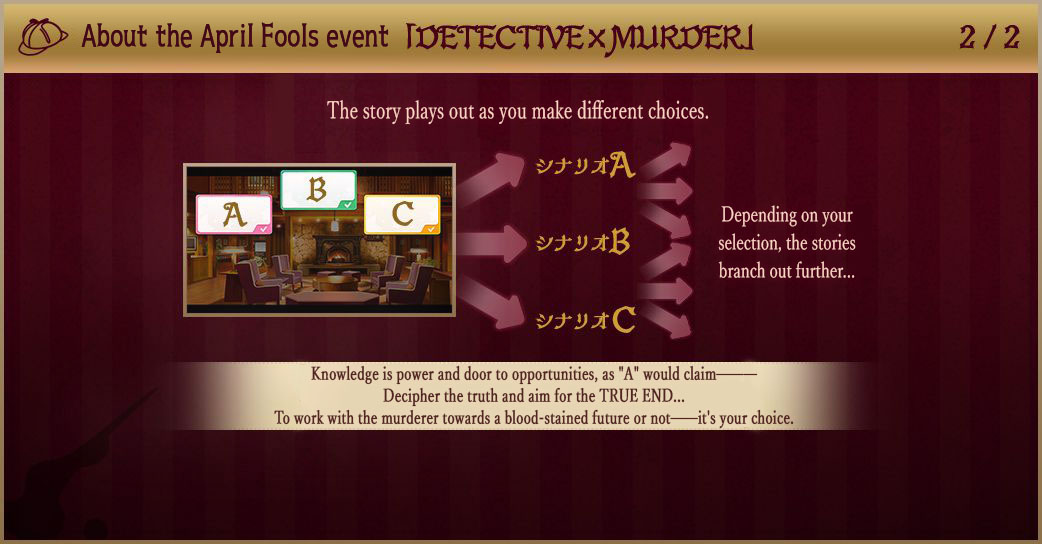 About the April Fools event 「DETECTIVE×MURDER」 2 / 2
The story plays out as you make different choices.
A
B
C
シナリオA
シナリオB
シナリオC
Depending on your
selection, the stories
branch out further...
Knowledge is power and door to opportunities, as "A" would claim——
Decipher the truth and aim for the TRUE END...
To work with the murderer towards a blood-stained future or not——it's your choice.